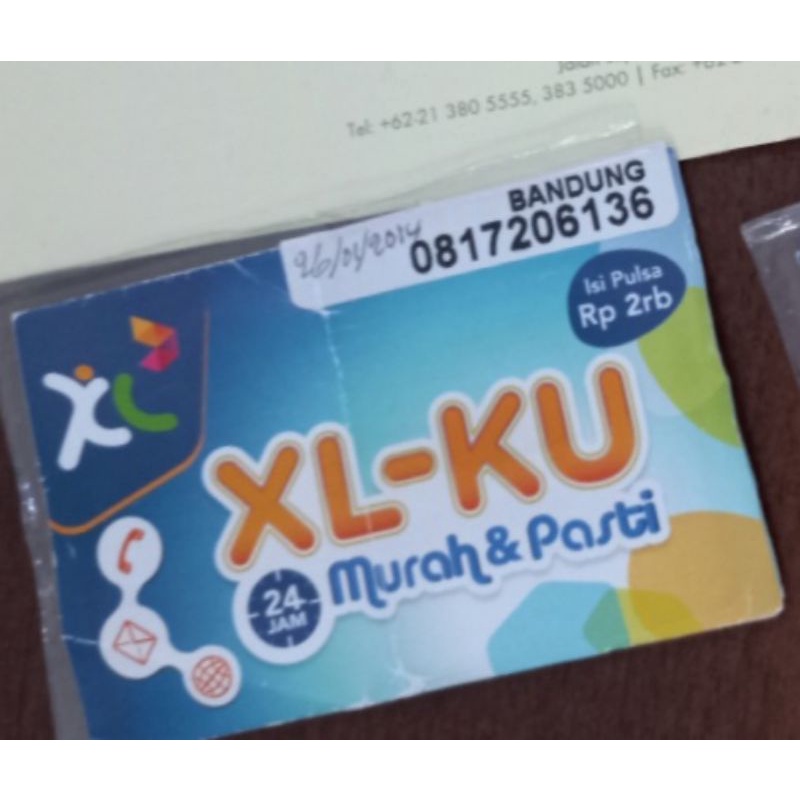 Tel: +62-21 380 5555, 383 5000 | Fax:
BANDUNG
0817206136
26/01/2014
Isi Pulsa
Rp 2rb
XL
XL-KU
Murah & Pasti
24
JAM